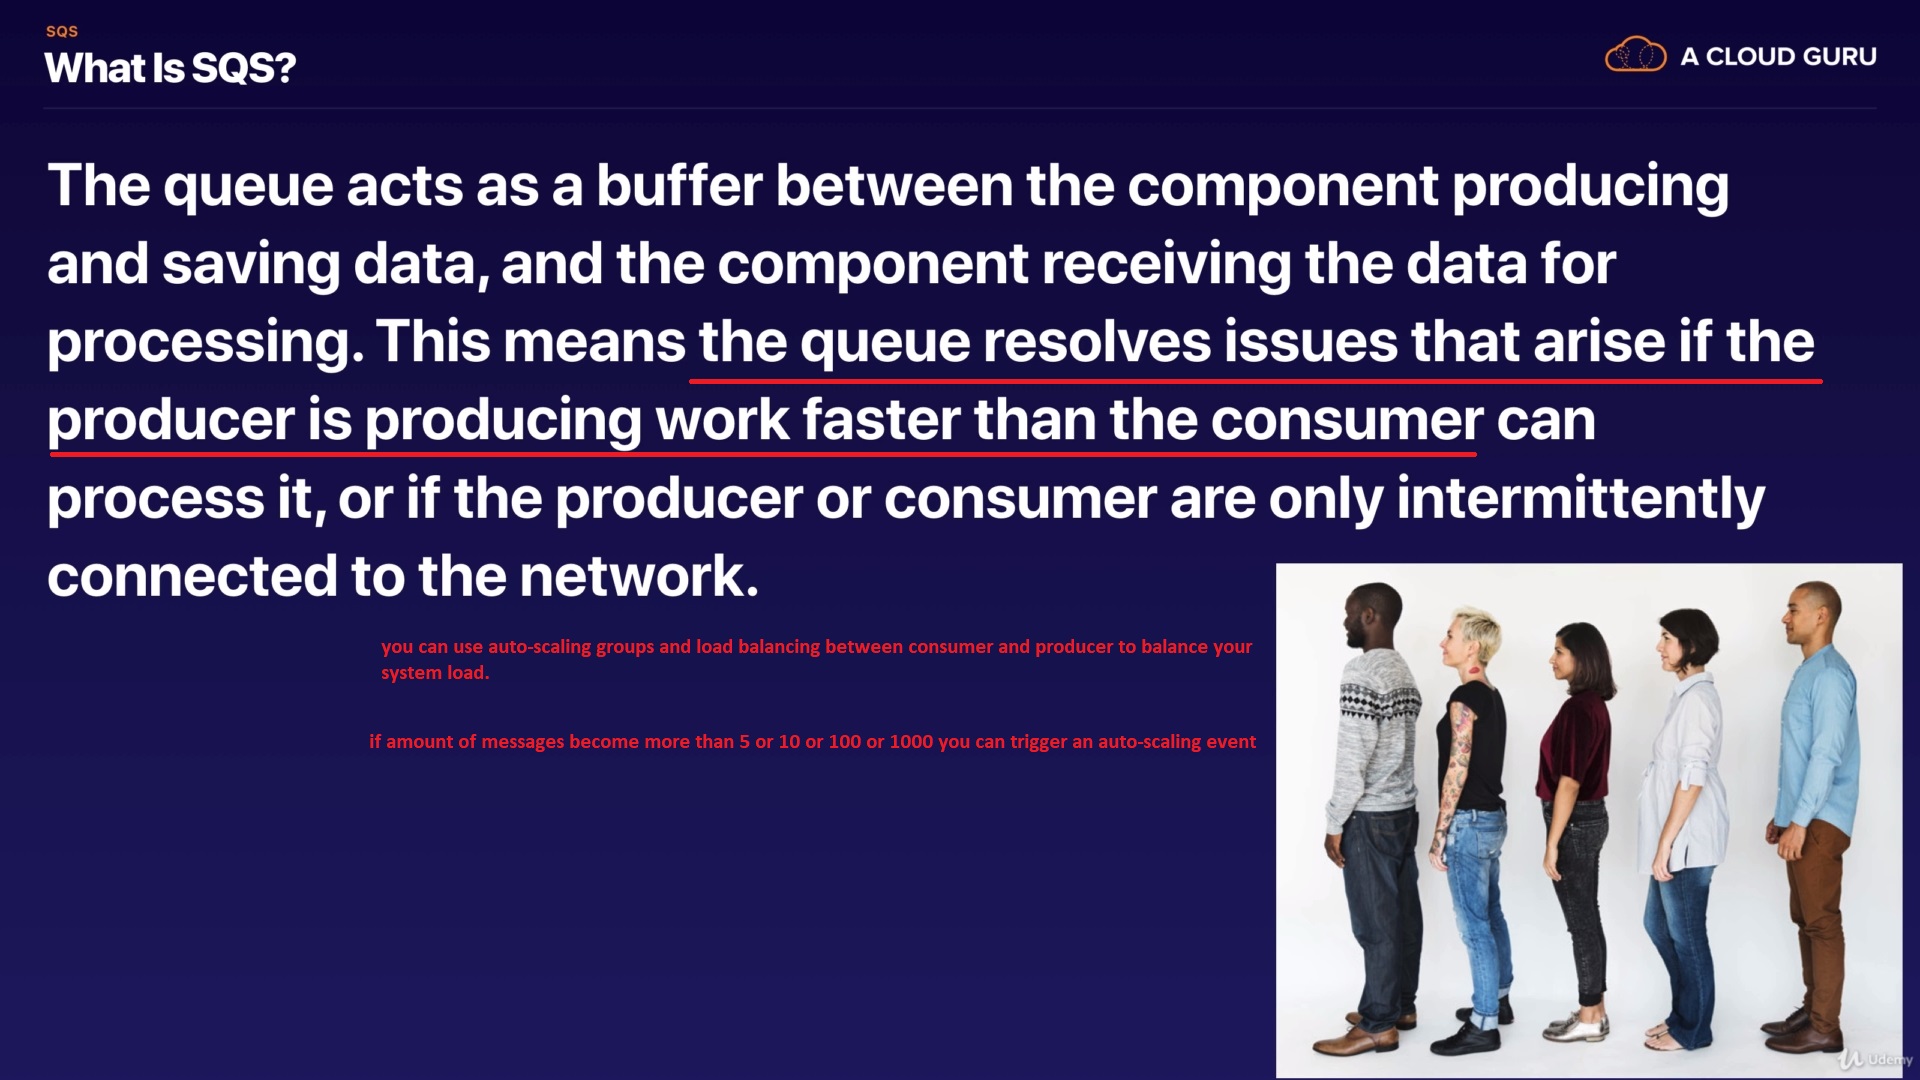 SQS
What Is SQS?
A CLOUD GURU
The queue acts as a buffer between the component producing
and saving data, and the component receiving the data for
processing. This means the queue resolves issues that arise if the
producer is producing work faster than the consumer can
process it, or if the producer or consumer are only intermittently
connected to the network.
you can use auto-scaling groups and load balancing between consumer and producer to balance your
system load.
if amount of messages become more than 5 or 10 or 100 or 1000 you can trigger an auto-scaling event
Udemy